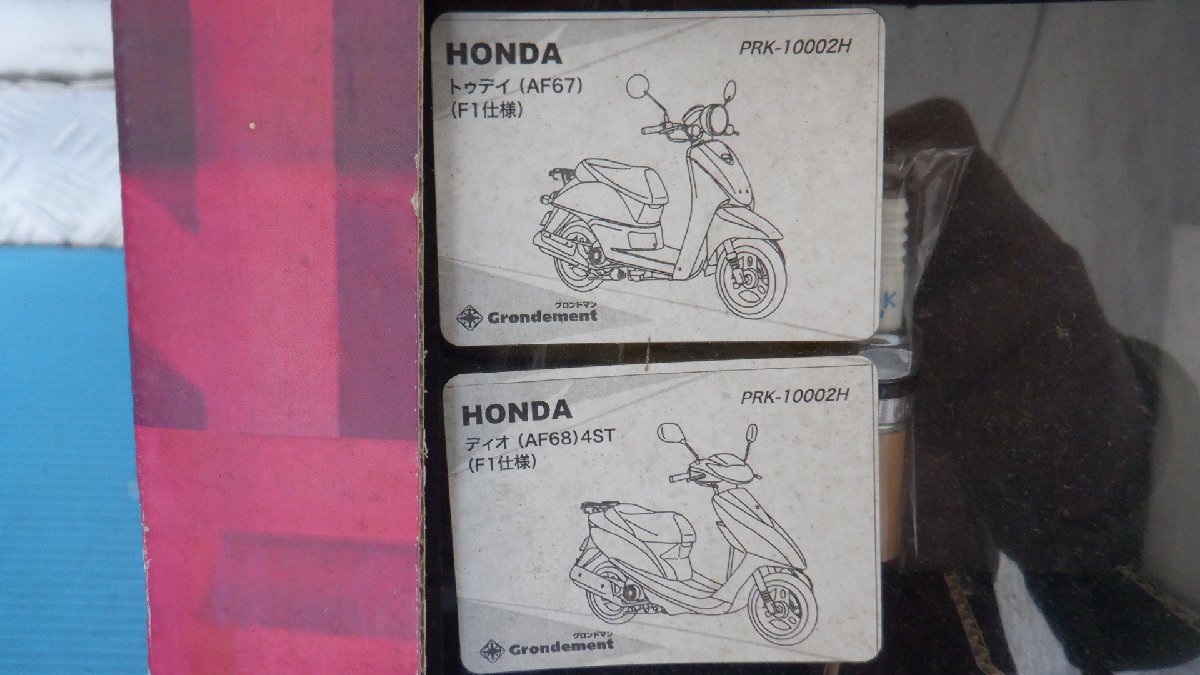 HONDA
PRK-10002H
トゥデイ (AF67)
(F1仕様)
グロンドマン
Grondement
HONDA
PRK-10002H
ディオ (AF68)4ST
(F1仕様)
グロンドマン
Grondement